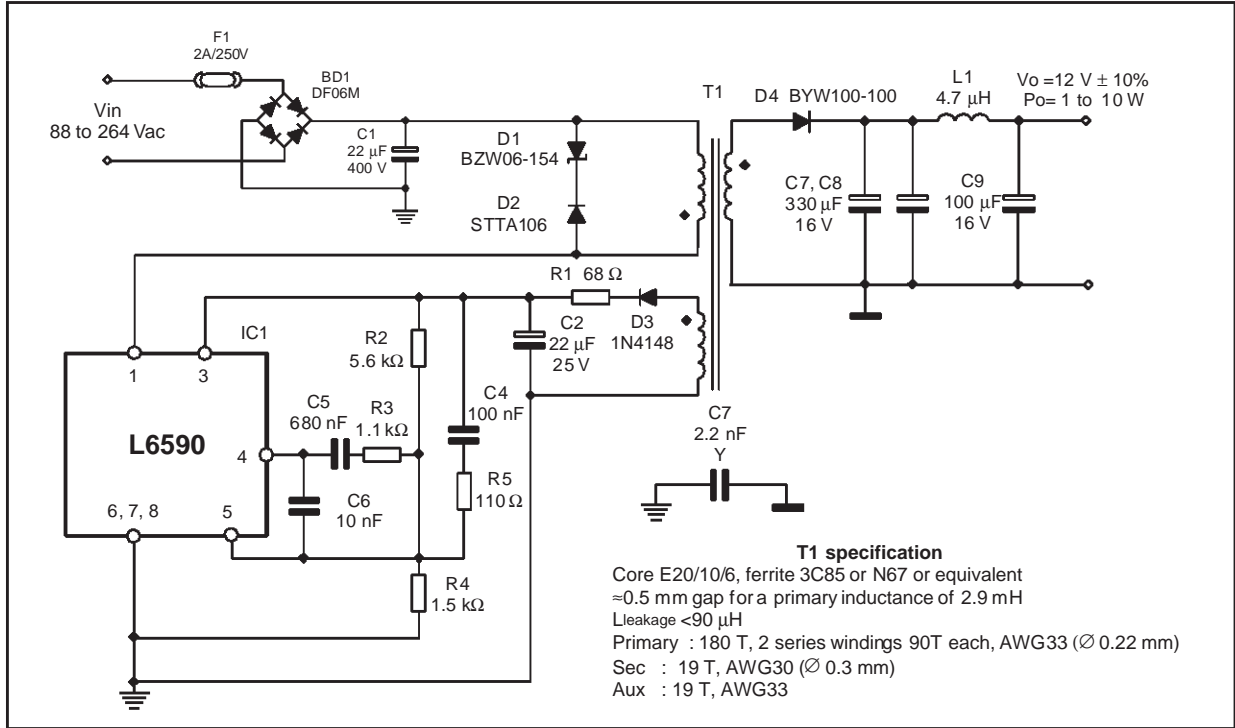 F1
2A/250V
BD1
DF06M
Vin
88 to 264 Vac
C1
22 µF
400 V
D1
BZW06-154
D2
STTA106
T1
D4 BYW100-100
L1
4.7 µH
Vo =12 V ± 10%
Po= 1 to 10 W
C7, C8
330 µF
16 V
C9
100 µF
16 V
R1 68 Ω
D3
1N4148
C2
22 µF
25 V
IC1
R2
5.6 kΩ
1
3
C4
100 nF
C5
680 nF
R3
1.1 kΩ
L6590
4
C7
2.2 nF
Y
R5
110 Ω
C6
10 nF
6, 7, 8
5
R4
1.5 kΩ
T1 specification
Core E20/10/6, ferrite 3C85 or N67 or equivalent
≈0.5 mm gap for a primary inductance of 2.9 mH
Lleakage <90 µH
Primary : 180 T, 2 series windings 90T each, AWG33 (∅ 0.22 mm)
Sec : 19 T, AWG30 (∅ 0.3 mm)
Aux : 19 T, AWG33